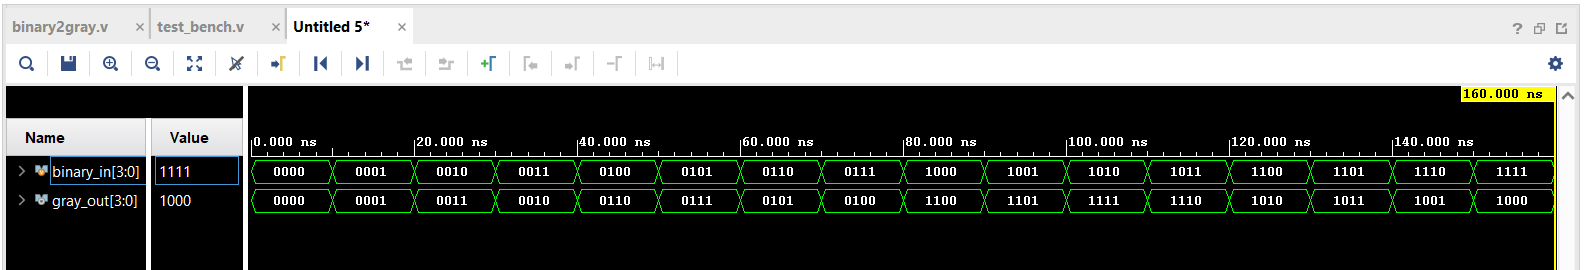 binary2gray.v × test_bench.v × Untitled 5* ×
160.000 ns
Name Value
0.000 ns 20.000 ns 40.000 ns 60.000 ns 80.000 ns 100.000 ns 120.000 ns 140.000 ns
binary_in[3:0] 1111 0000 0001 0010 0011 0100 0101 0110 0111 1000 1001 1010 1011 1100 1101 1110 1111
gray_out[3:0] 1000 0000 0001 0011 0010 0110 0111 0101 0100 1100 1101 1111 1110 1010 1011 1001 1000